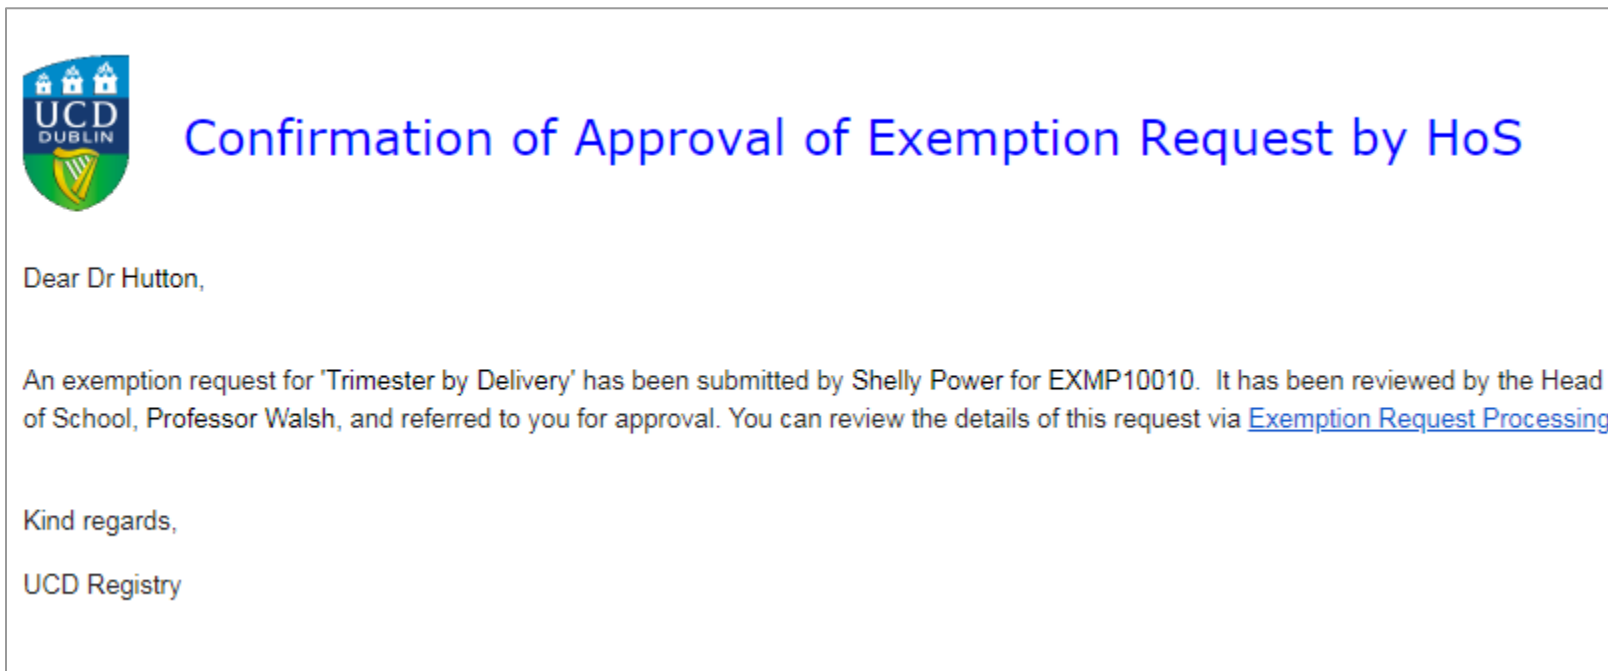 UCD
DUBLIN
Confirmation of Approval of Exemption Request by HoS
Dear Dr Hutton,
An exemption request for 'Trimester by Delivery' has been submitted by Shelly Power for EXMP10010.  It has been reviewed by the Head
of School, Professor Walsh, and referred to you for approval. You can review the details of this request via Exemption Request Processing
Kind regards,
UCD Registry